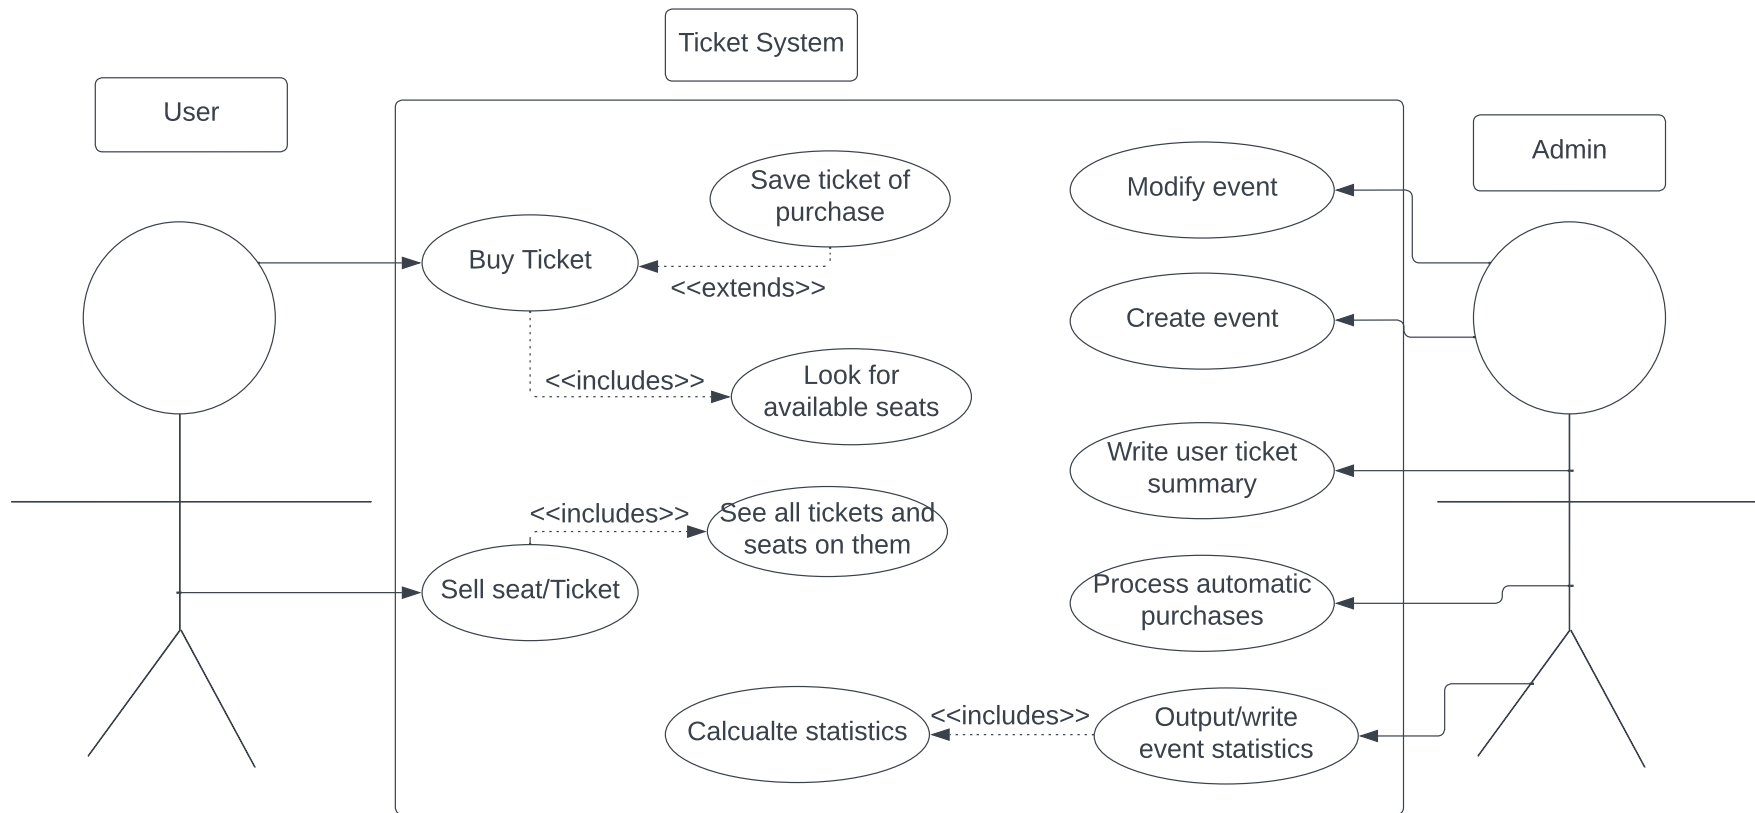 Ticket System
User
Admin
Save ticket of
purchase
Modify event
Buy Ticket
<<extends>>
Create event
<<includes>>
Look for
available seats
Write user ticket
summary
<<includes>>
See all tickets and
seats on them
Sell seat/Ticket
Process automatic
purchases
Calcualte statistics
<<includes>>
Output/write
event statistics